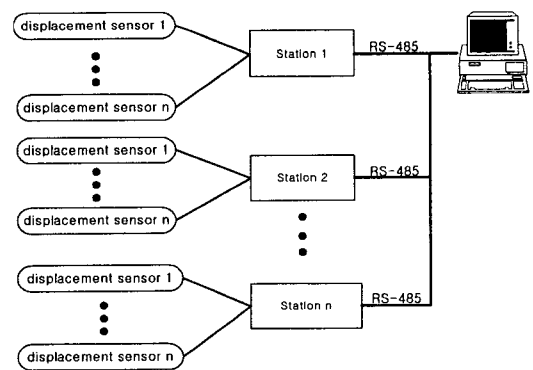 displacement sensor 1
displacement sensor n
Station 1
RS-485
displacement sensor 1
displacement sensor n
Station 2
RS-485
displacement sensor 1
displacement sensor n
Station n
RS-485